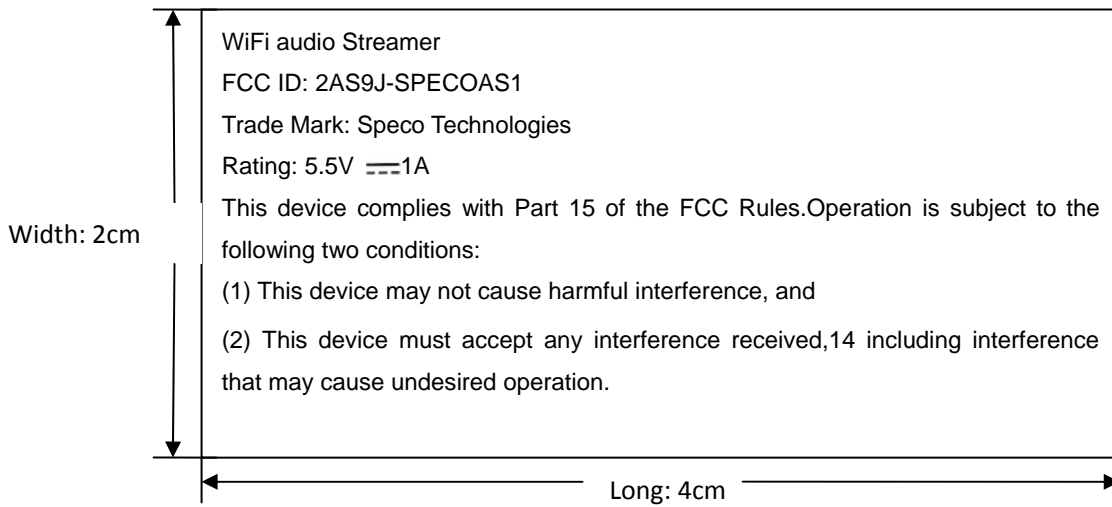 WiFi audio Streamer
FCC ID: 2AS9J-SPECOAS1
Trade Mark: Speco Technologies
Rating: 5.5V ⎓1A
This device complies with Part 15 of the FCC Rules.Operation is subject to the
following two conditions:
(1) This device may not cause harmful interference, and
(2) This device must accept any interference received,14 including interference
that may cause undesired operation.
Width: 2cm
Long: 4cm